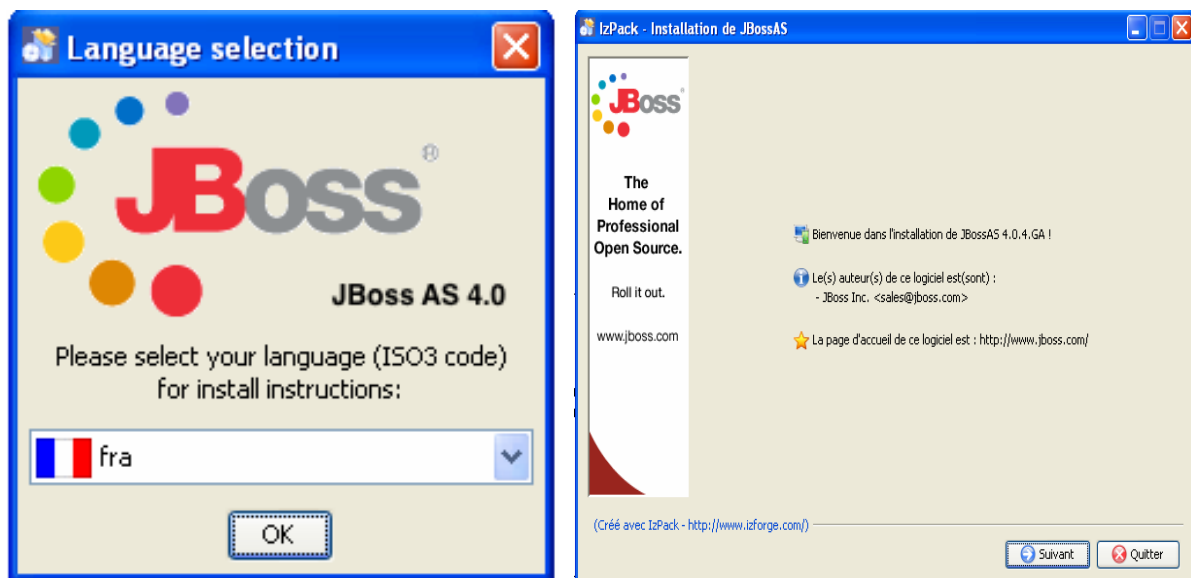 Language selection
JBoss®
JBoss AS 4.0
Please select your language (ISO3 code)
for install instructions:
fra
OK
IzPack - Installation de JBossAS
JBoss
The
Home of
Professional
Open Source.
Roll it out.
www.jboss.com
Bienvenue dans l'installation de JBossAS 4.0.4.GA !
Le(s) auteur(s) de ce logiciel est(sont) :
- JBoss Inc. <sales@jboss.com>
La page d'accueil de ce logiciel est : http://www.jboss.com/
(Créé avec IzPack - http://www.izforge.com/)
Suivant
Quitter